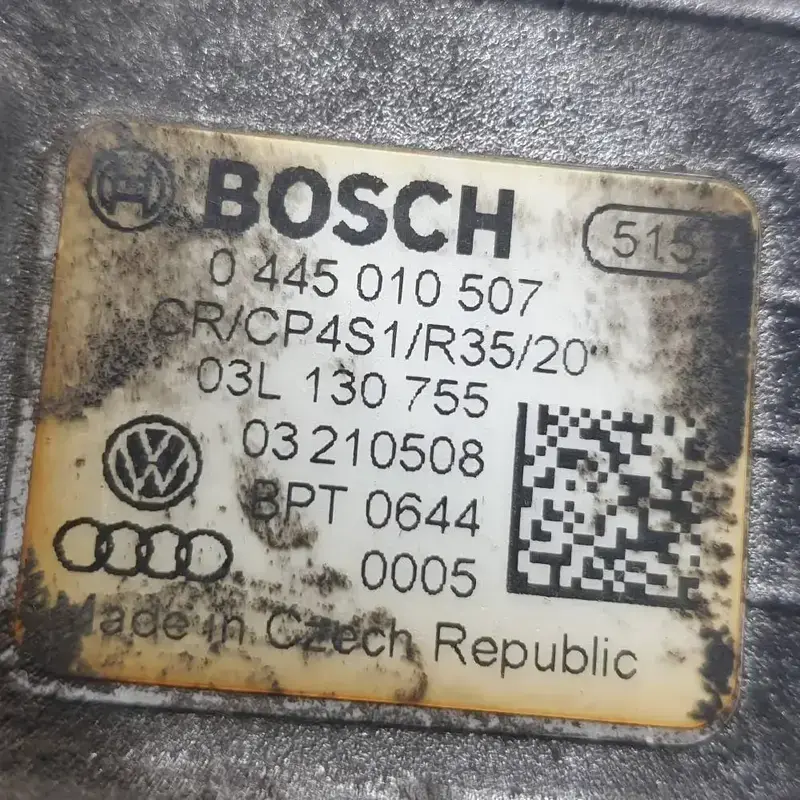 BOSCH
515
0 445 010 507
CR/CP4S1/R35/20
03L 130 755
03 210508
BPT 0644
0005
Made in Czech Republic